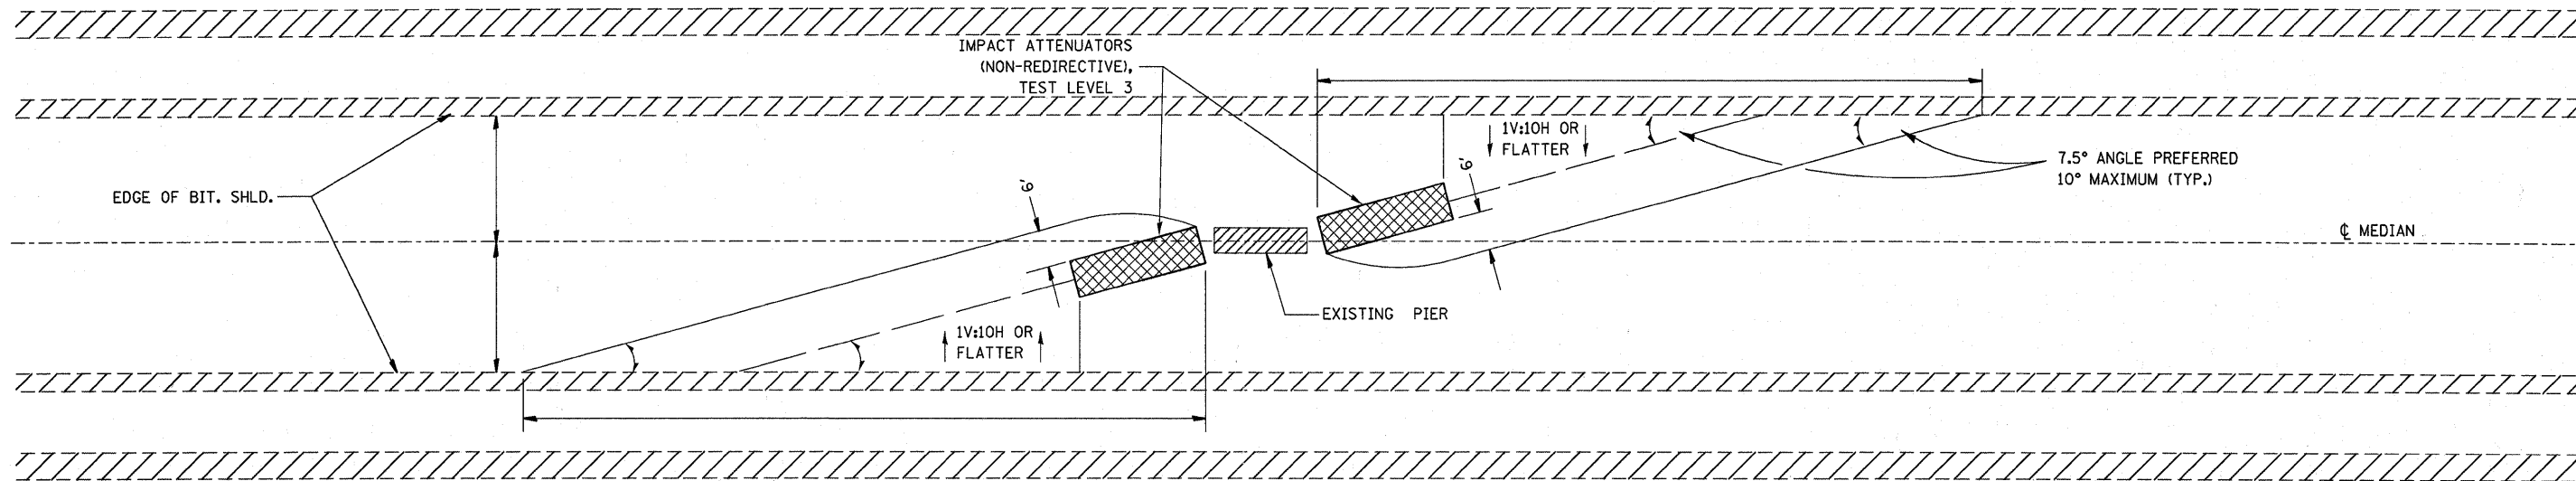 IMPACT ATTENUATORS
(NON-REDIRECTIVE),
TEST LEVEL 3
1V:10H OR
FLATTER
6'
7.5° ANGLE PREFERRED
10° MAXIMUM (TYP.)
EDGE OF BIT. SHLD.
6'
℄ MEDIAN
EXISTING PIER
1V:10H OR
FLATTER